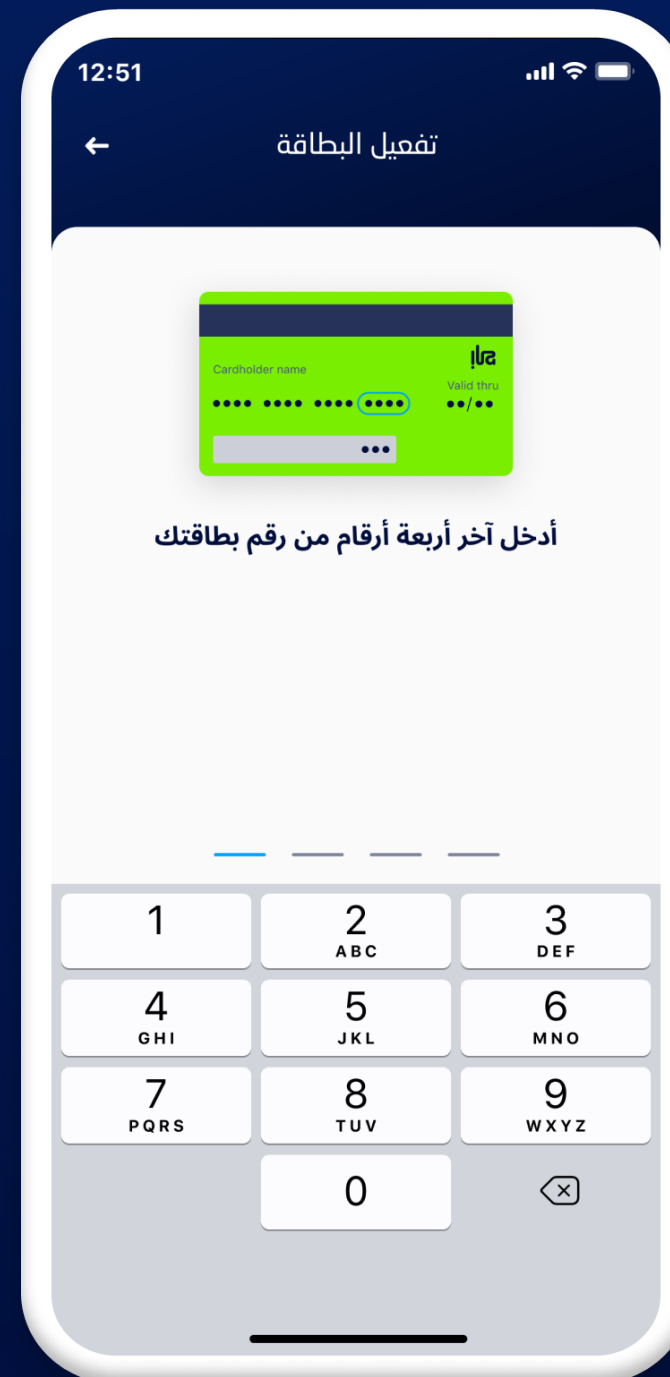 12:51
تفعيل البطاقة
ila
Cardholder name
Valid thru
•••• •••• •••• ••••
••/••
•••
أدخل آخر أربعة أرقام من رقم بطاقتك
1
2
ABC
3
DEF
4
GHI
5
JKL
6
MNO
7
PQRS
8
TUV
9
WXYZ
0